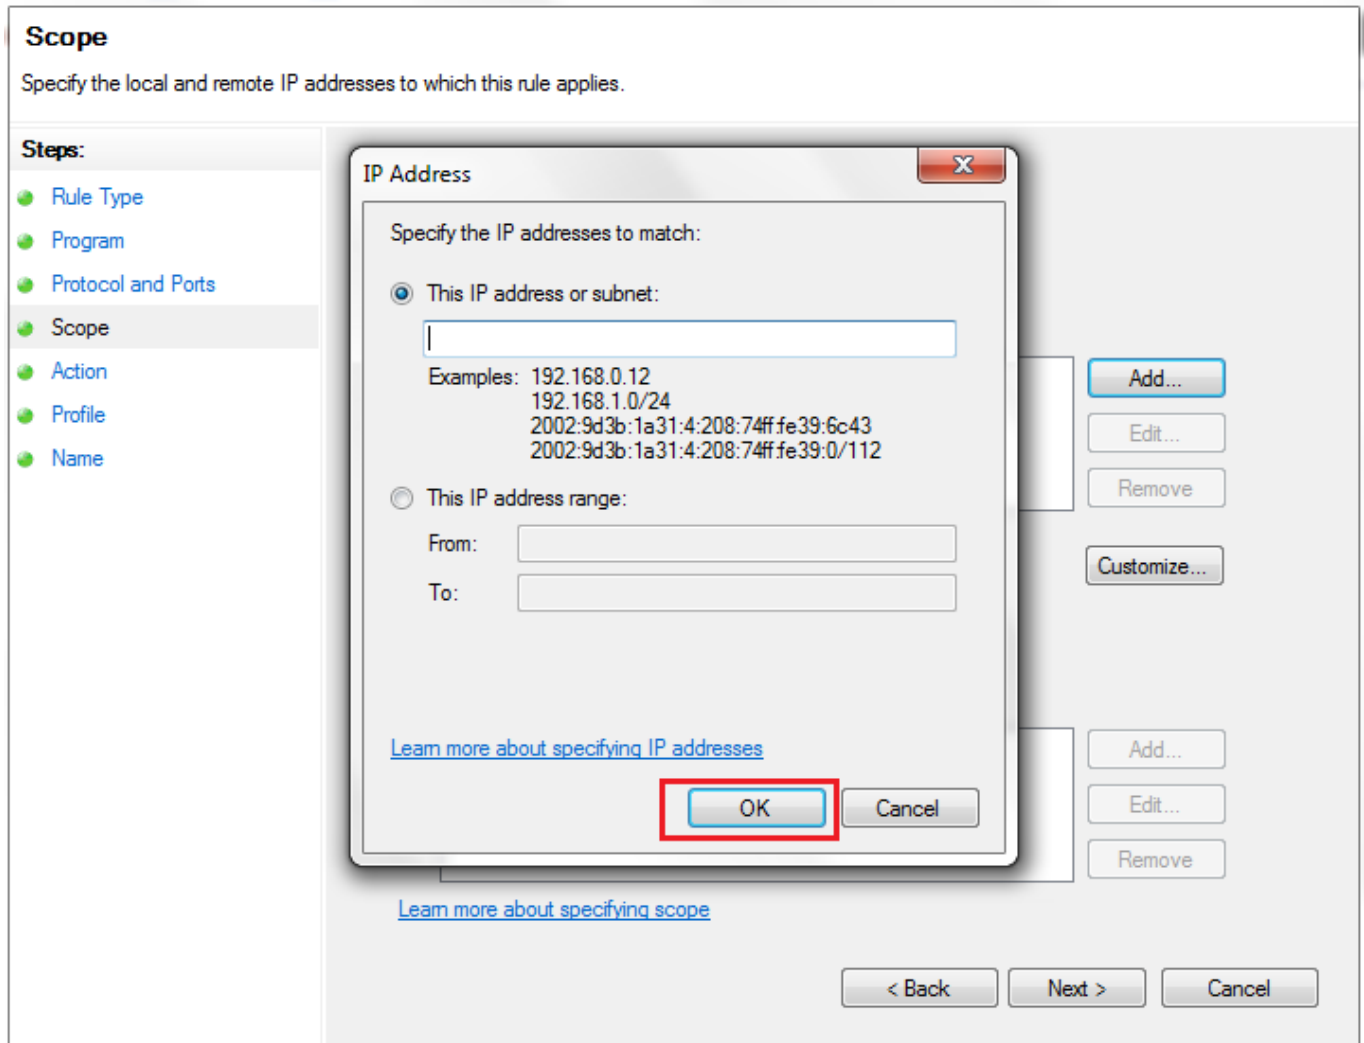 Scope
Specify the local and remote IP addresses to which this rule applies.
Steps:
Rule Type
Program
Protocol and Ports
Scope
Action
Profile
Name
IP Address
X
Specify the IP addresses to match:
This IP address or subnet:
Examples: 192.168.0.12
192.168.1.0/24
2002:9d3b:1a31:4:208:74ff:fe39:6c43
2002:9d3b:1a31:4:208:74ff:fe39:0/112
This IP address range:
From:
To:
Learn more about specifying IP addresses
OK Cancel
Add...
Edit...
Remove
Customize...
Add...
Edit...
Remove
Learn more about specifying scope
< Back Next > Cancel